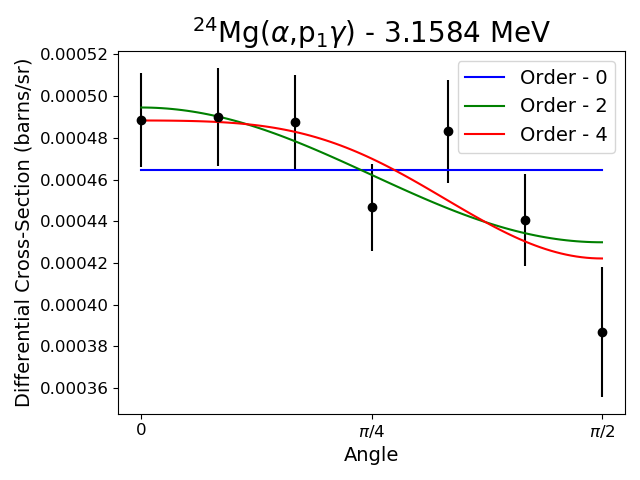 ²⁴Mg(α,p₁γ) - 3.1584 MeV
Differential Cross-Section (barns/sr)
0.00052
0.00050
0.00048
0.00046
0.00044
0.00042
0.00040
0.00038
0.00036
Order - 0
Order - 2
Order - 4
0
π/4
π/2
Angle